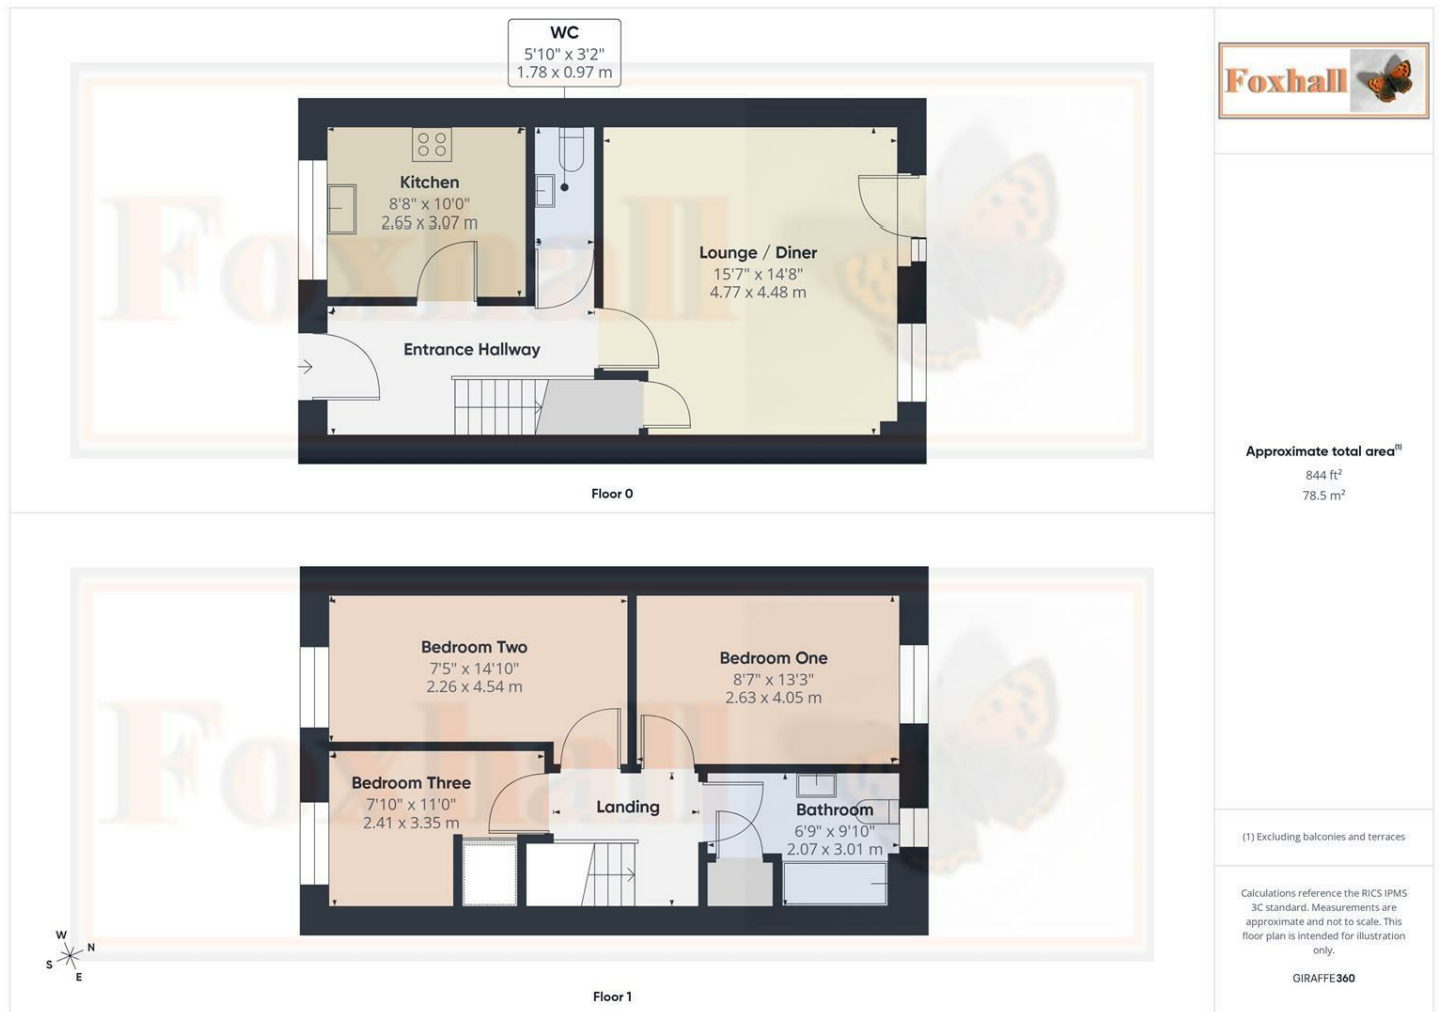 WC
5'10" x 3'2"
1.78 x 0.97 m
Kitchen
8'8" x 10'0"
2.65 x 3.07 m
Lounge / Diner
15'7" x 14'8"
4.77 x 4.48 m
Entrance Hallway
Floor 0
Bedroom Two
7'5" x 14'10"
2.26 x 4.54 m
Bedroom One
8'7" x 13'3"
2.63 x 4.05 m
Bedroom Three
7'10" x 11'0"
2.41 x 3.35 m
Landing
Bathroom
6'9" x 9'10"
2.07 x 3.01 m
W
N
S
E
Floor 1
Foxhall
Foxhall
Foxhall
Approximate total area(1)
844 ft²
78.5 m²
(1) Excluding balconies and terraces
Calculations reference the RICS IPMS
3C standard. Measurements are
approximate and not to scale. This
floor plan is intended for illustration
only.
GIRAFFE360